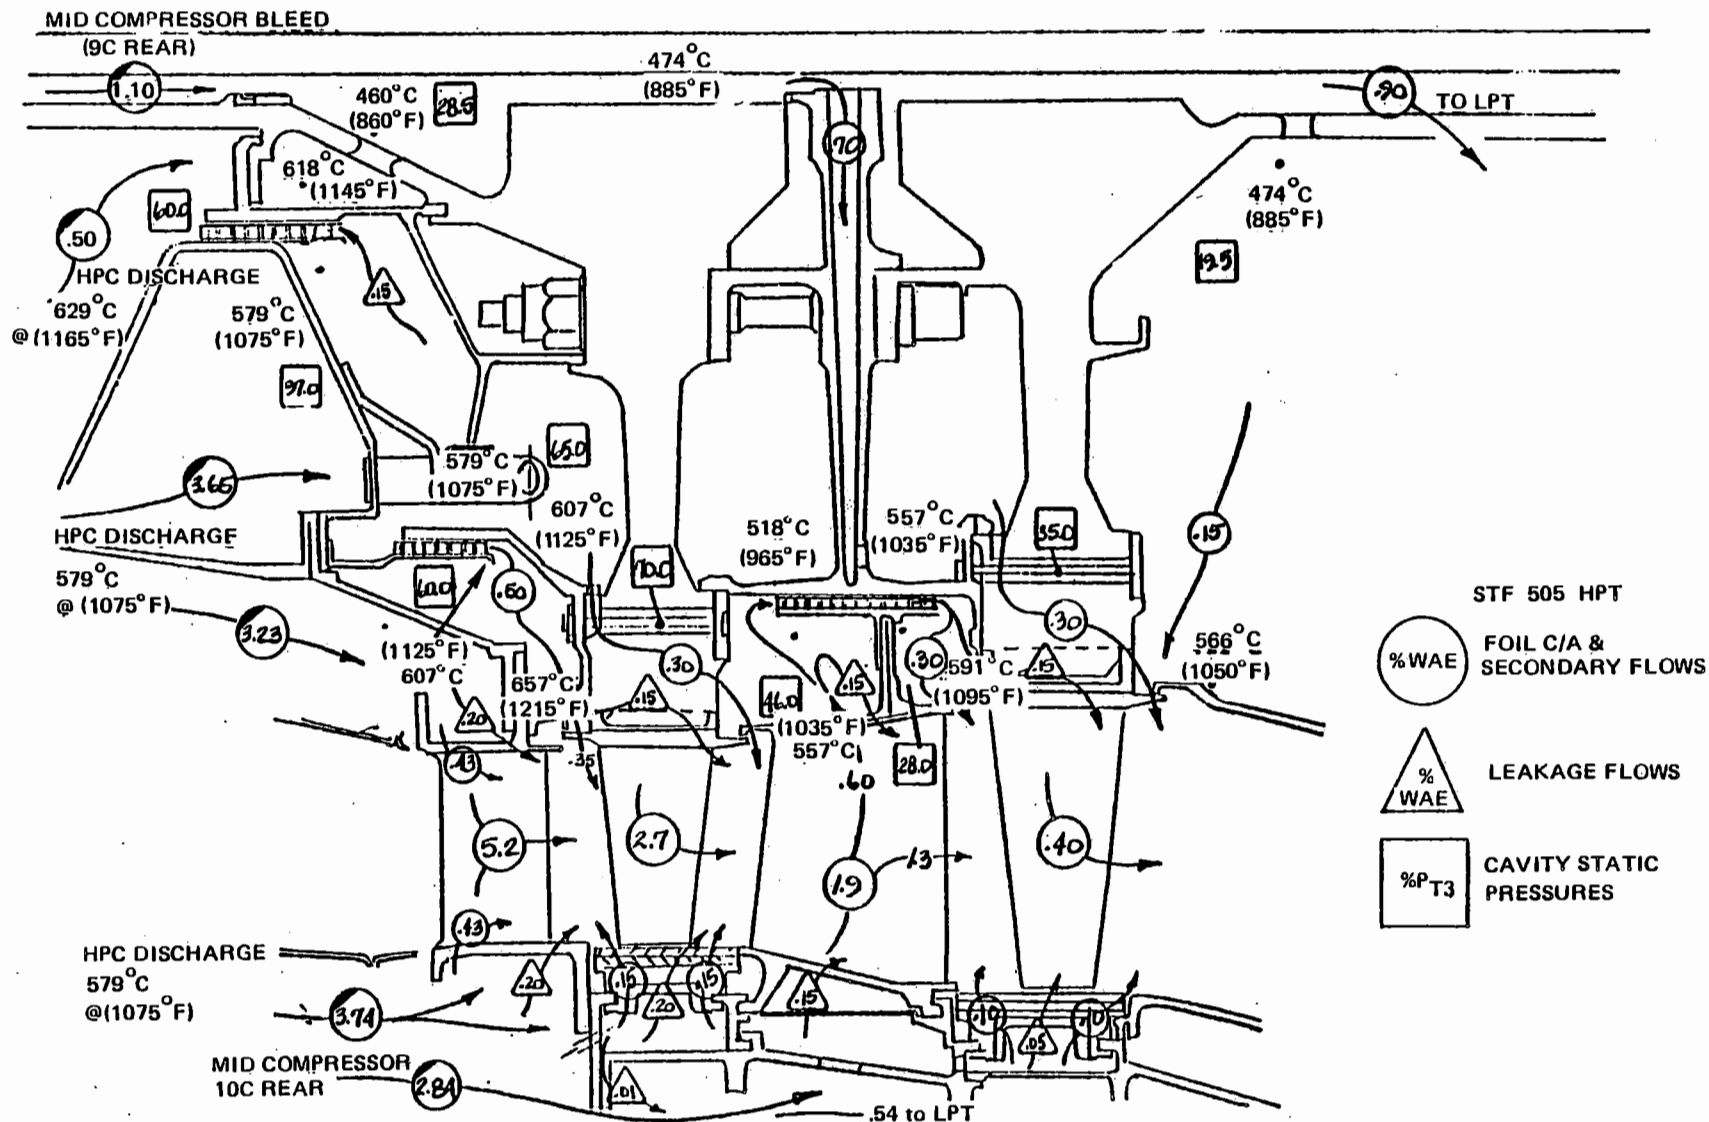 MID COMPRESSOR BLEED
(9C REAR)
1.10
460°C
(860°F)
28.5
474°C
(885°F)
.70
.90
TO LPT
618°C
(1145°F)
60.0
.50
HPC DISCHARGE
629°C
@ (1165°F)
579°C
(1075°F)
.15
474°C
(885°F)
19.5
97.0
65.0
579°C
(1075°F)
3.65
607°C
(1125°F)
518°C
(965°F)
557°C
(1035°F)
35.0
.15
HPC DISCHARGE
579°C
@ (1075°F)
60.0
.50
70.0
3.23
(1125°F)
607°C
657°C
(1215°F)
.20
.30
.15
46.0
.15
(1035°F)
557°C
.30
591°C
(1095°F)
.15
.30
566°C
(1050°F)
28.0
.43
.35
.60
5.2
2.7
1.9
1.3
.40
.43
STF 505 HPT
%WAE
FOIL C/A &
SECONDARY FLOWS
%
WAE
LEAKAGE FLOWS
%PT3
CAVITY STATIC
PRESSURES
HPC DISCHARGE
579°C
@(1075°F)
3.74
.20
.15
.20
.15
.15
.10
.05
.10
MID COMPRESSOR
10C REAR
2.84
.01
.54 to LPT